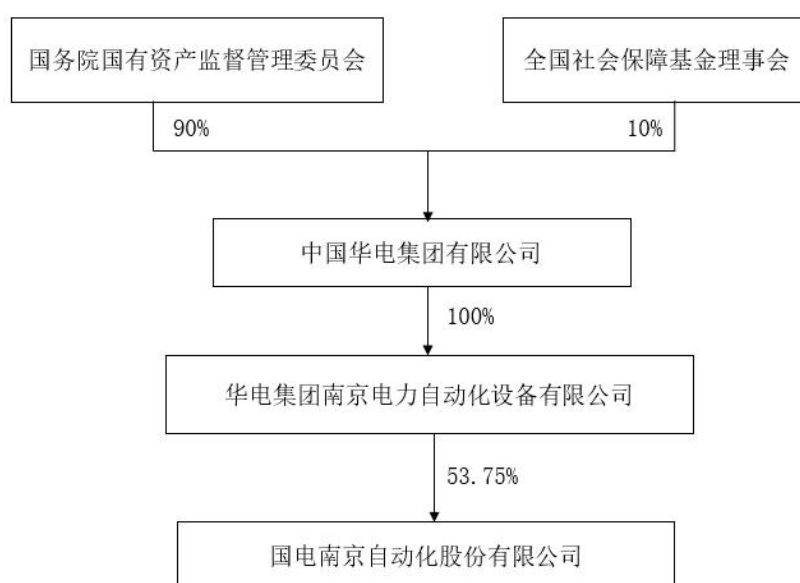 国务院国有资产监督管理委员会
全国社会保障基金理事会
90%
10%
中国华电集团有限公司
100%
华电集团南京电力自动化设备有限公司
53.75%
国电南京自动化股份有限公司